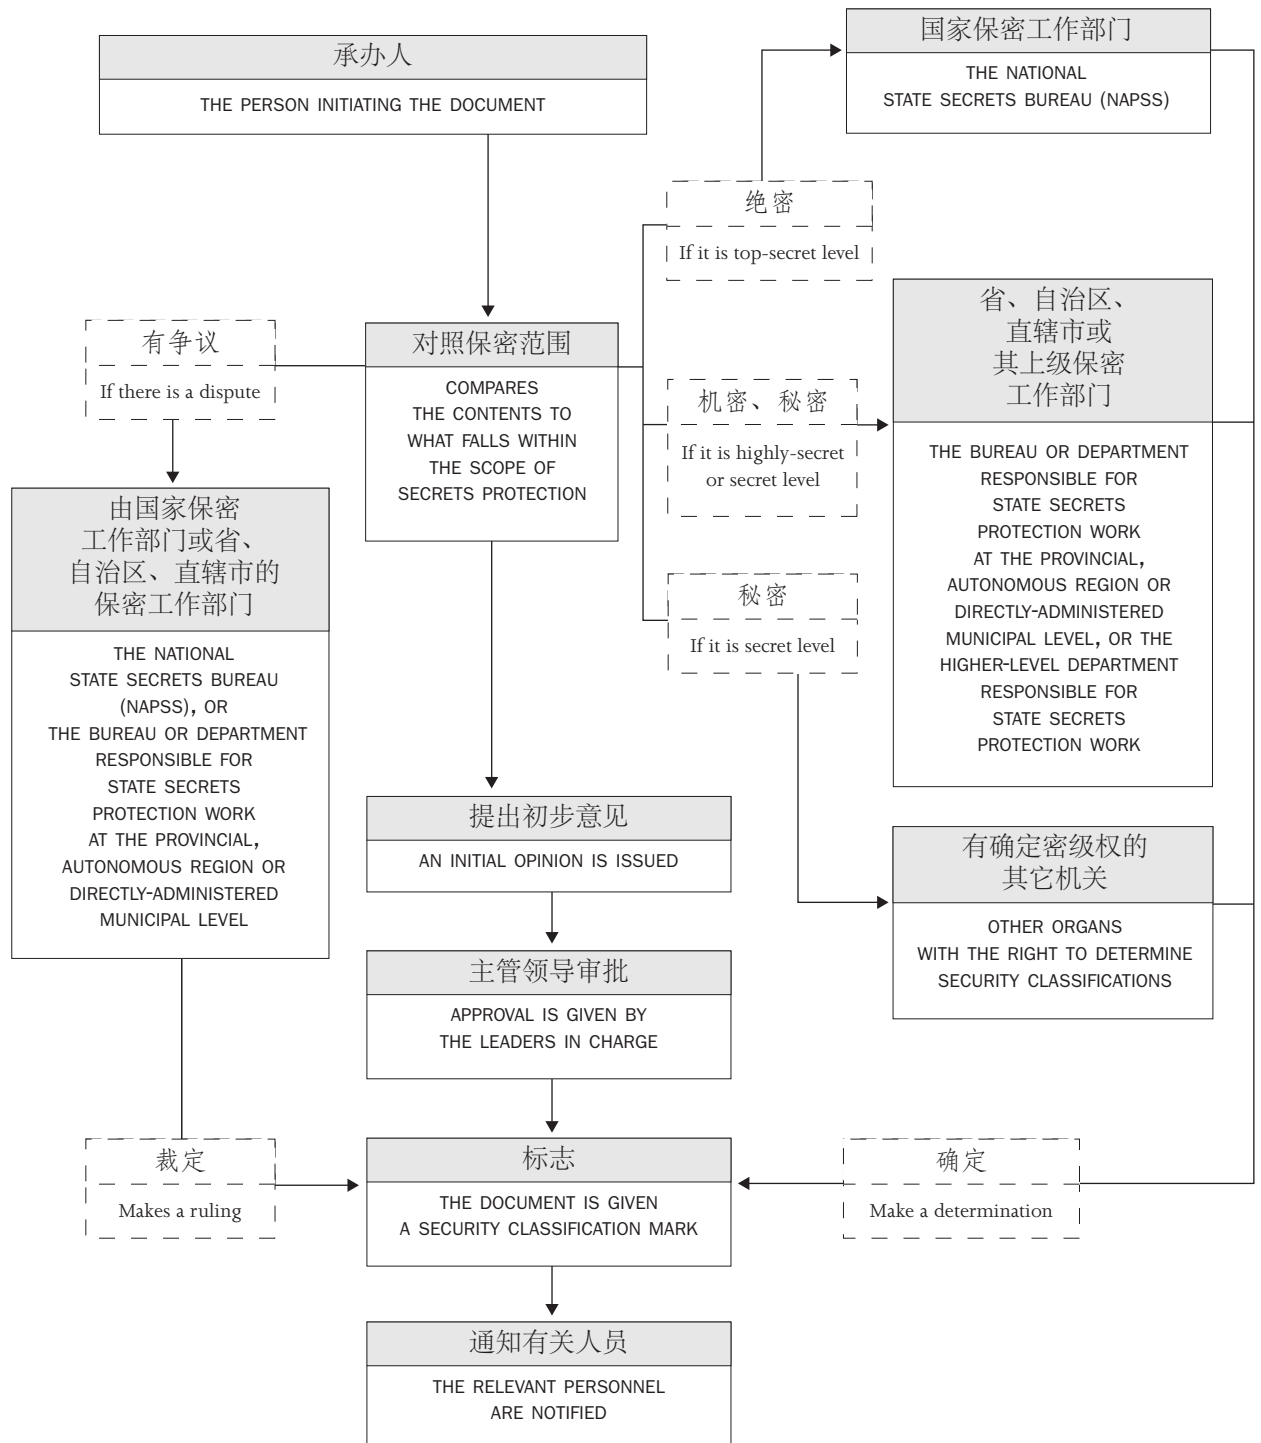 承办人
THE PERSON INITIATING THE DOCUMENT
国家保密工作部门
THE NATIONAL
STATE SECRETS BUREAU (NAPSS)
绝密
If it is top-secret level
有争议
If there is a dispute
对照保密范围
COMPARES
THE CONTENTS TO
WHAT FALLS WITHIN
THE SCOPE OF
SECRETS PROTECTION
机密、秘密
If it is highly-secret
or secret level
省、自治区、
直辖市或
其上级保密
工作部门
THE BUREAU OR DEPARTMENT
RESPONSIBLE FOR
STATE SECRETS
PROTECTION WORK
AT THE PROVINCIAL,
AUTONOMOUS REGION OR
DIRECTLY-ADMINISTERED
MUNICIPAL LEVEL, OR THE
HIGHER-LEVEL DEPARTMENT
RESPONSIBLE FOR
STATE SECRETS
PROTECTION WORK
由国家保密
工作部门或省、
自治区、直辖市的
保密工作部门
THE NATIONAL
STATE SECRETS BUREAU
(NAPSS), OR
THE BUREAU OR DEPARTMENT
RESPONSIBLE FOR
STATE SECRETS
PROTECTION WORK
AT THE PROVINCIAL,
AUTONOMOUS REGION OR
DIRECTLY-ADMINISTERED
MUNICIPAL LEVEL
秘密
If it is secret level
提出初步意见
AN INITIAL OPINION IS ISSUED
有确定密级权的
其它机关
OTHER ORGANS
WITH THE RIGHT TO DETERMINE
SECURITY CLASSIFICATIONS
主管领导审批
APPROVAL IS GIVEN BY
THE LEADERS IN CHARGE
裁定
Makes a ruling
标志
THE DOCUMENT IS GIVEN
A SECURITY CLASSIFICATION MARK
确定
Make a determination
通知有关人员
THE RELEVANT PERSONNEL
ARE NOTIFIED